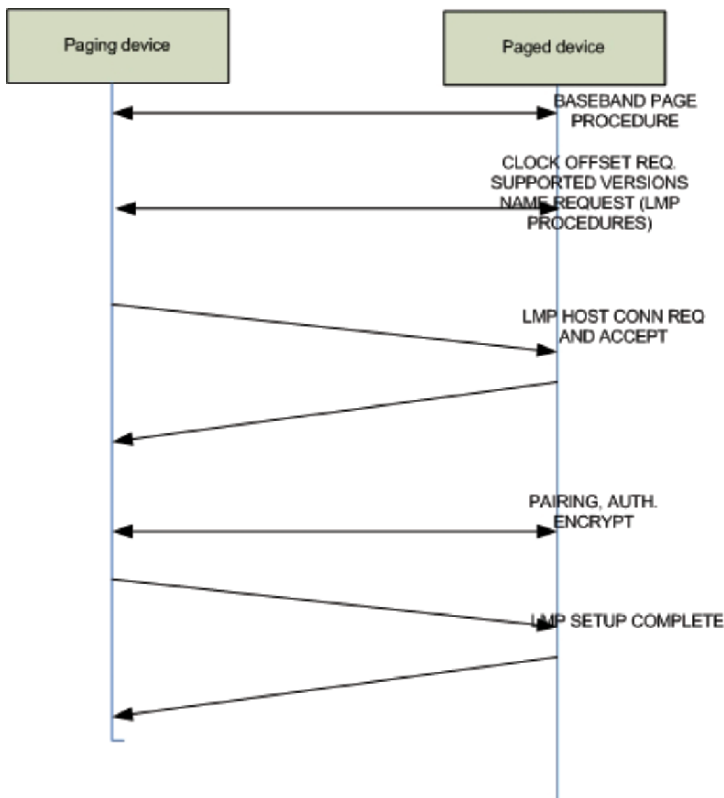 Paging device
Paged device
BASEBAND PAGE
PROCEDURE
CLOCK OFFSET REQ.
SUPPORTED VERSIONS
NAME REQUEST (LMP
PROCEDURES)
LMP HOST CONN REQ
AND ACCEPT
PAIRING, AUTH.
ENCRYPT
LMP SETUP COMPLETE